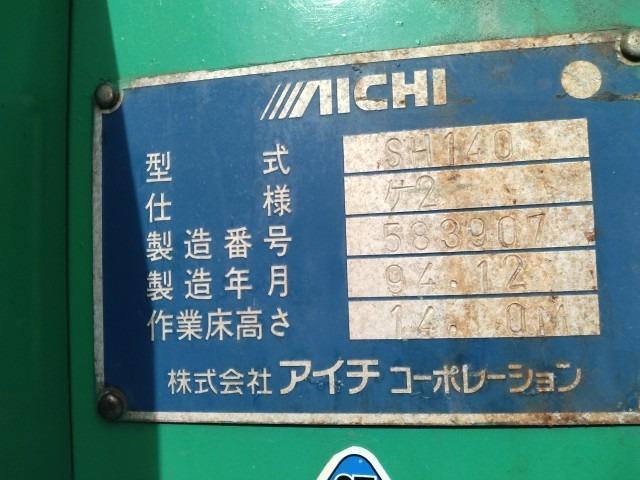 AICHI
型式 SH140
仕様 ケ2
製造番号 583907
製造年月 94.12
作業床高さ 14.10M
株式会社アイチコーポレーション